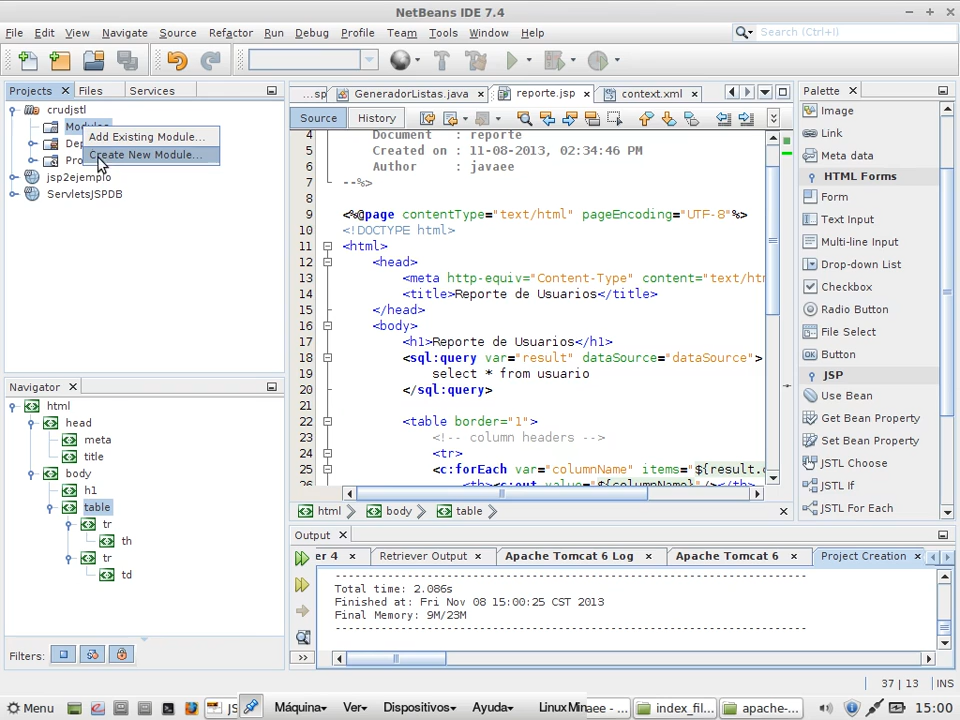 NetBeans IDE 7.4
File Edit View Navigate Source Refactor Run Debug Profile Team Tools Window Help
Search (Ctrl+I)
Projects Files Services
crudjstl
Add Existing Module...
Create New Module...
jsp2ejemplo
ServletsJSPDB
...sp GeneradorListas.java reporte.jsp context.xml
Source History
4 Document : reporte
5 Created on : 11-08-2013, 02:34:46 PM
6 Author : javaee
7 --%>
8
9 <%@page contentType="text/html" pageEncoding="UTF-8"%>
10 <!DOCTYPE html>
11 <html>
12 <head>
13 <meta http-equiv="Content-Type" content="text/htm
14 <title>Reporte de Usuarios</title>
15 </head>
16 <body>
17 <h1>Reporte de Usuarios</h1>
18 <sql:query var="result" dataSource="dataSource">
19 select * from usuario
20 </sql:query>
21
22 <table border="1">
23 <!-- column headers -->
24 <tr>
25 <c:forEach var="columnName" items="${result.c
26 <th><c:out value="${columnName}"/></th>
html body table
Palette
Image
Link
Meta data
HTML Forms
Form
Text Input
Multi-line Input
Drop-down List
Checkbox
Radio Button
File Select
Button
JSP
Use Bean
Get Bean Property
Set Bean Property
JSTL Choose
JSTL If
JSTL For Each
Navigator
html
head
meta
title
body
h1
table
tr
th
tr
td
Filters:
Output
er 4 Retriever Output Apache Tomcat 6 Log Apache Tomcat 6 Project Creation
------------------------------------------------------------------------
Total time: 2.086s
Finished at: Fri Nov 08 15:00:25 CST 2013
Final Memory: 9M/23M
------------------------------------------------------------------------
37 | 13 INS
Menu JS Máquina Ver Dispositivos Ayuda index_fil... apache-... 15:00